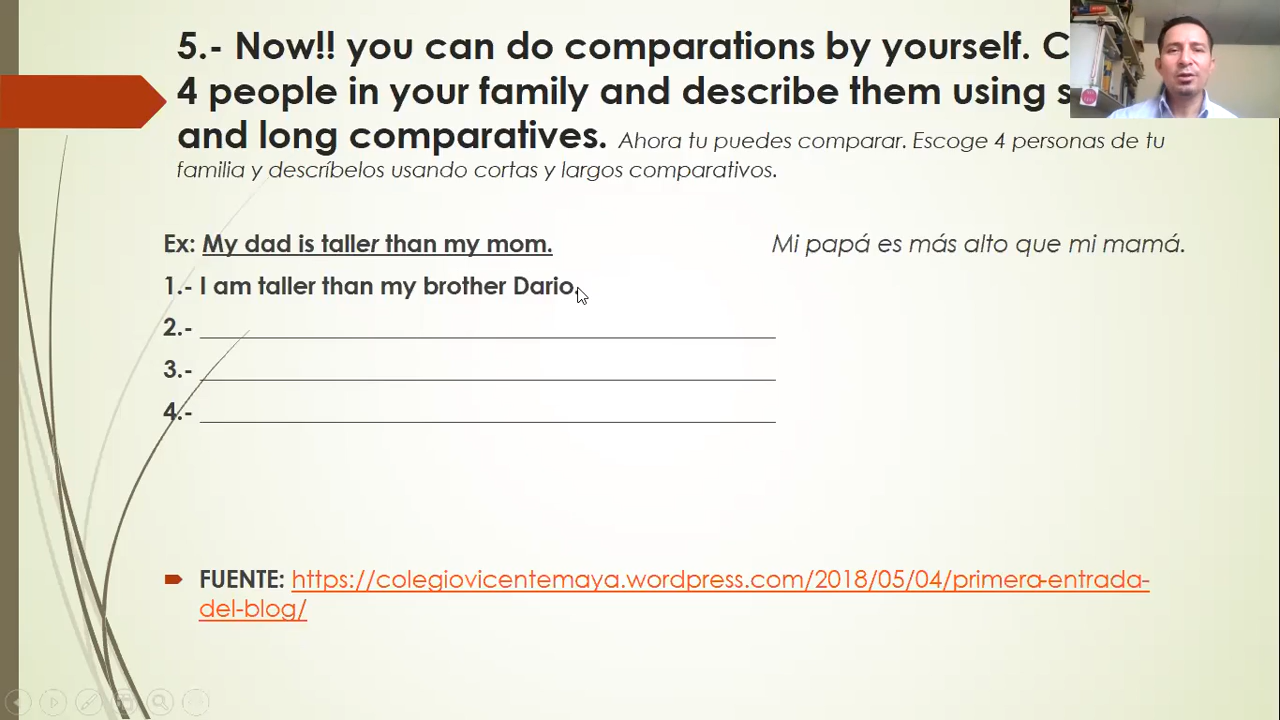 5.- Now!! you can do comparations by yourself.
4 people in your family and describe them using
and long comparatives. Ahora tu puedes comparar. Escoge 4 personas de tu
familia y descríbelos usando cortas y largos comparativos.
Ex: My dad is taller than my mom. Mi papá es más alto que mi mamá.
1.- I am taller than my brother Dario.
2.-
3.-
4.-
FUENTE: https://colegiovicentemaya.wordpress.com/2018/05/04/primera-entrada-
del-blog/